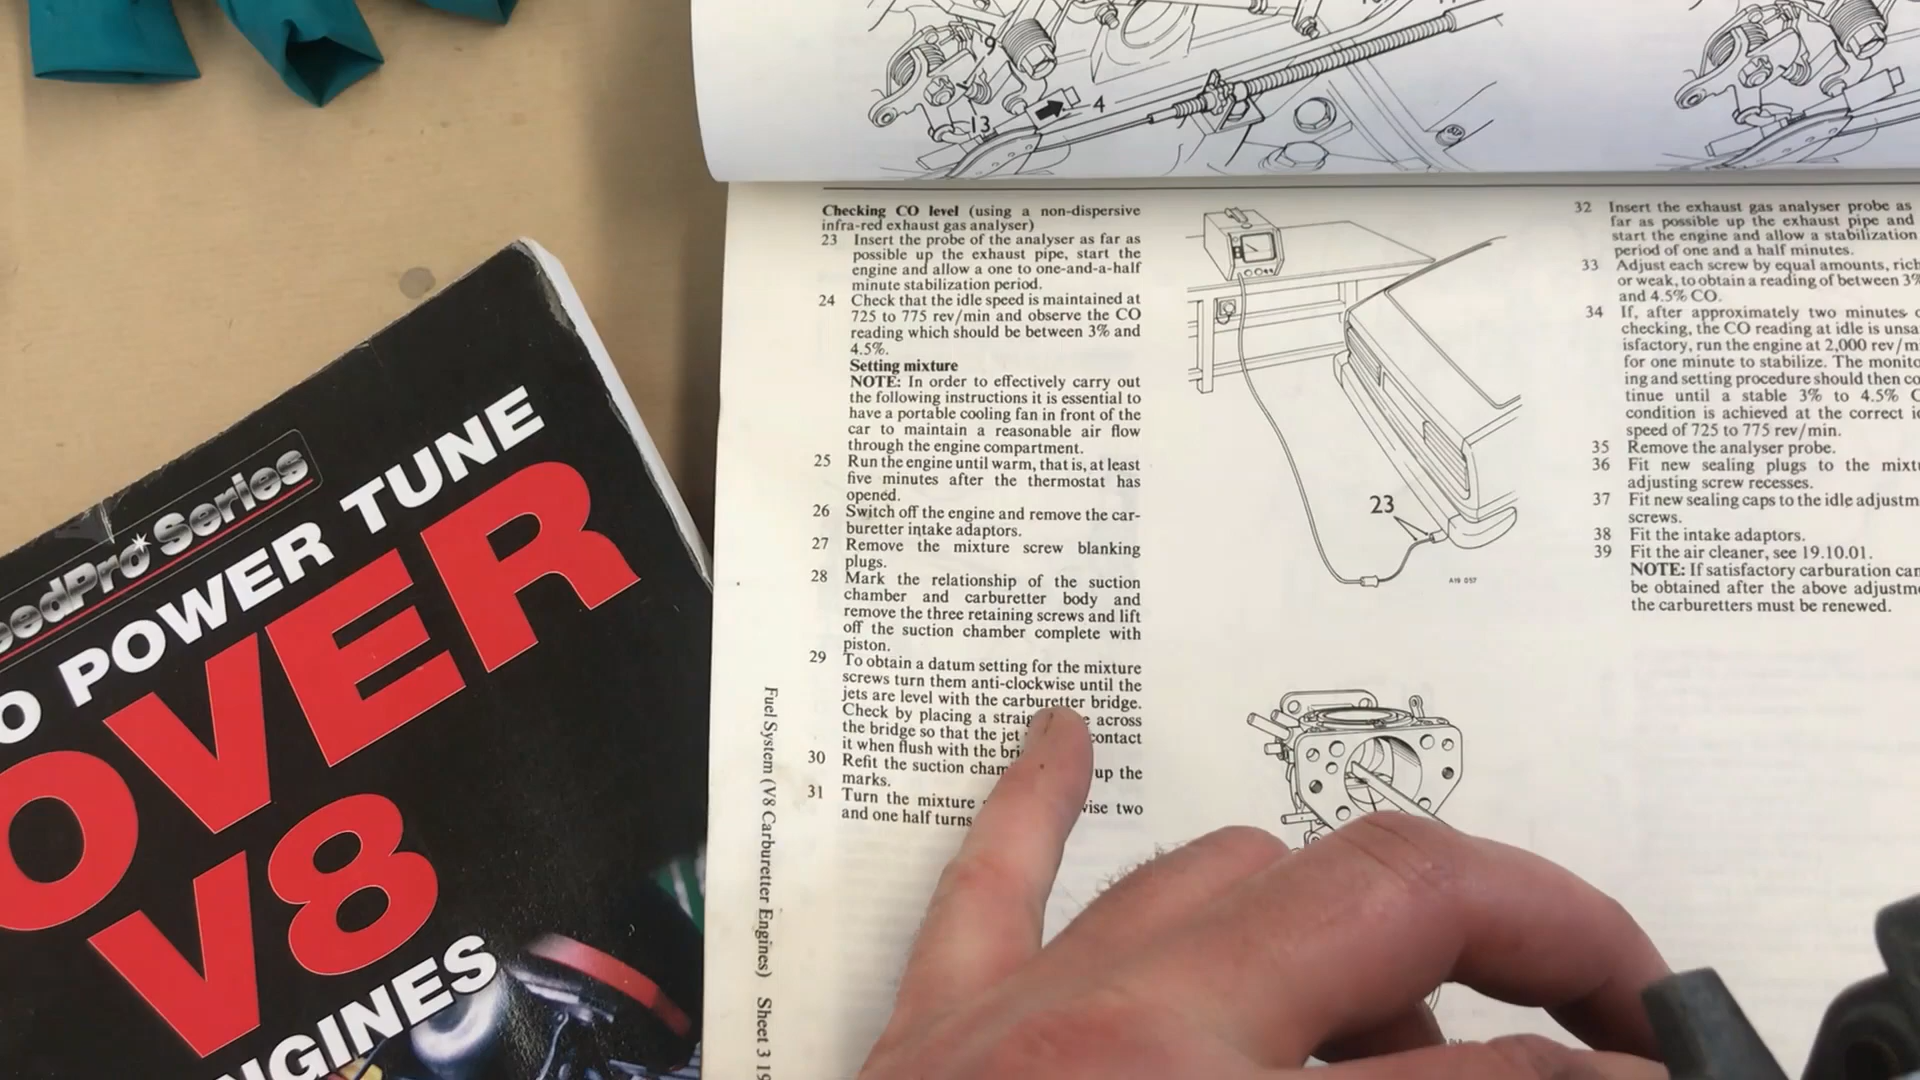 9
13
4
Checking CO level (using a non-dispersive
infra-red exhaust gas analyser)
23 Insert the probe of the analyser as far as
possible up the exhaust pipe, start the
engine and allow a one to one-and-a-half
minute stabilization period.
24 Check that the idle speed is maintained at
725 to 775 rev/min and observe the CO
reading which should be between 3% and
4.5%.
Setting mixture
NOTE: In order to effectively carry out
the following instructions it is essential to
have a portable cooling fan in front of the
car to maintain a reasonable air flow
through the engine compartment.
25 Run the engine until warm, that is, at least
five minutes after the thermostat has
opened.
26 Switch off the engine and remove the car-
buretter intake adaptors.
27 Remove the mixture screw blanking
plugs.
28 Mark the relationship of the suction
chamber and carburetter body and
remove the three retaining screws and lift
off the suction chamber complete with
piston.
29 To obtain a datum setting for the mixture
screws turn them anti-clockwise until the
jets are level with the carburetter bridge.
Check by placing a across
the bridge so that the jet contact
it when flush with the
30 Refit the suction up the
marks.
31 Turn the mixture two
and one half turns
23
A19 057
32 Insert the exhaust gas analyser probe as
far as possible up the exhaust pipe and
start the engine and allow a stabilization
period of one and a half minutes.
33 Adjust each screw by equal amounts, rich
or weak, to obtain a reading of between 3%
and 4.5% CO.
34 If, after approximately two minutes
checking, the CO reading at idle is unsa
isfactory, run the engine at 2,000 rev/m
for one minute to stabilize. The monito
ing and setting procedure should then co
tinue until a stable 3% to 4.5% C
condition is achieved at the correct
speed of 725 to 775 rev/min.
35 Remove the analyser probe.
36 Fit new sealing plugs to the mixt
adjusting screw recesses.
37 Fit new sealing caps to the idle adjustm
screws.
38 Fit the intake adaptors.
39 Fit the air cleaner, see 19.10.01.
NOTE: If satisfactory carburation can
be obtained after the above adjustme
the carburetters must be renewed.
Fuel System (V8 Carburetter Engines) Sheet 3 19
eedPro Series
O POWER TUNE
OVER
V8
NGINES